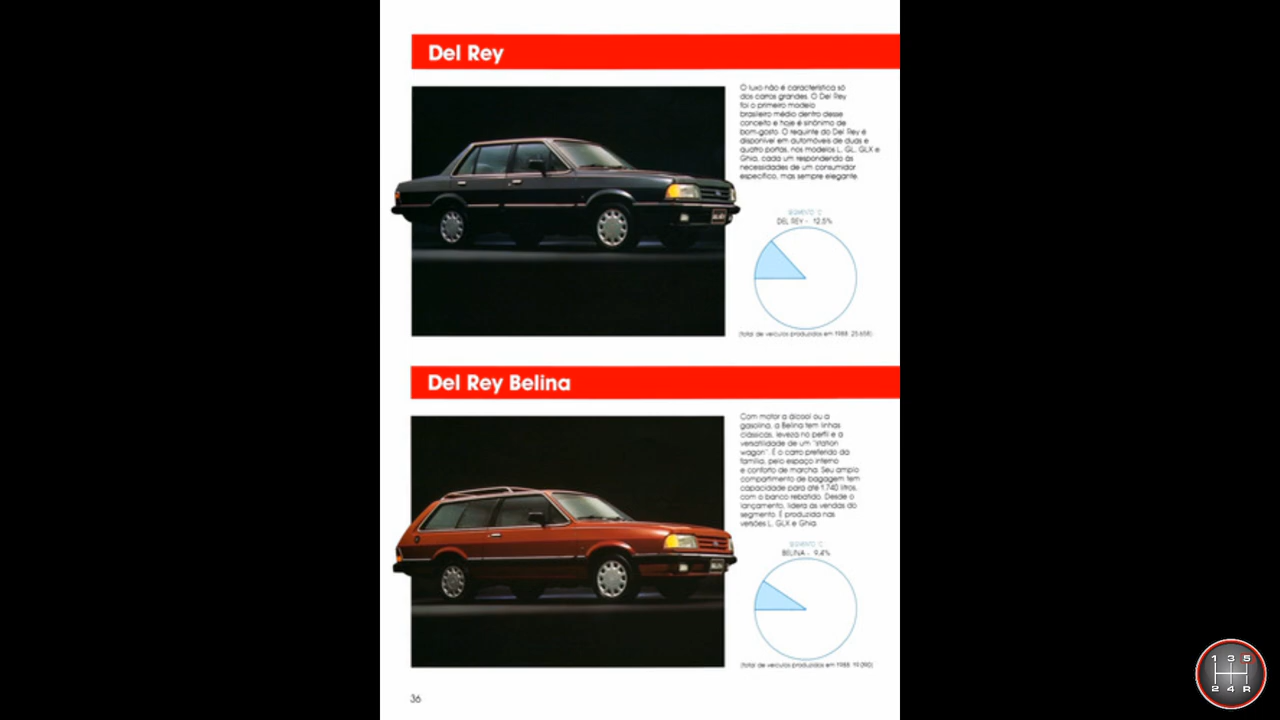 Del Rey
O luxo não é característica só
dos carros grandes. O Del Rey
foi o primeiro modelo
brasileiro médio dentro desse
conceito e hoje é sinônimo de
bom-gosto. O requinte do Del Rey é
disponível em automóveis de duas e
quatro portas, nos modelos L, GL, GLX e
Ghia, cada um respondendo às
necessidades de um consumidor
específico, mas sempre elegante.
SEGMENTO "C"
DEL REY - 12,5%
(total de veículos produzidos em 1988: 25.658)
Del Rey Belina
Com motor a álcool ou a
gasolina, a Belina tem linhas
clássicas, leveza no perfil e a
versatilidade de um "station
wagon". É o carro preferido da
família, pelo espaço interno
e conforto de marcha. Seu amplo
compartimento de bagagem tem
capacidade para até 1.740 litros,
com o banco rebatido. Desde o
lançamento, lidera as vendas do
segmento. É produzida nas
versões L, GLX e Ghia.
SEGMENTO "C"
BELINA - 9,4%
(total de veículos produzidos em 1988: 19.090)
36
1 3 5
2 4 R